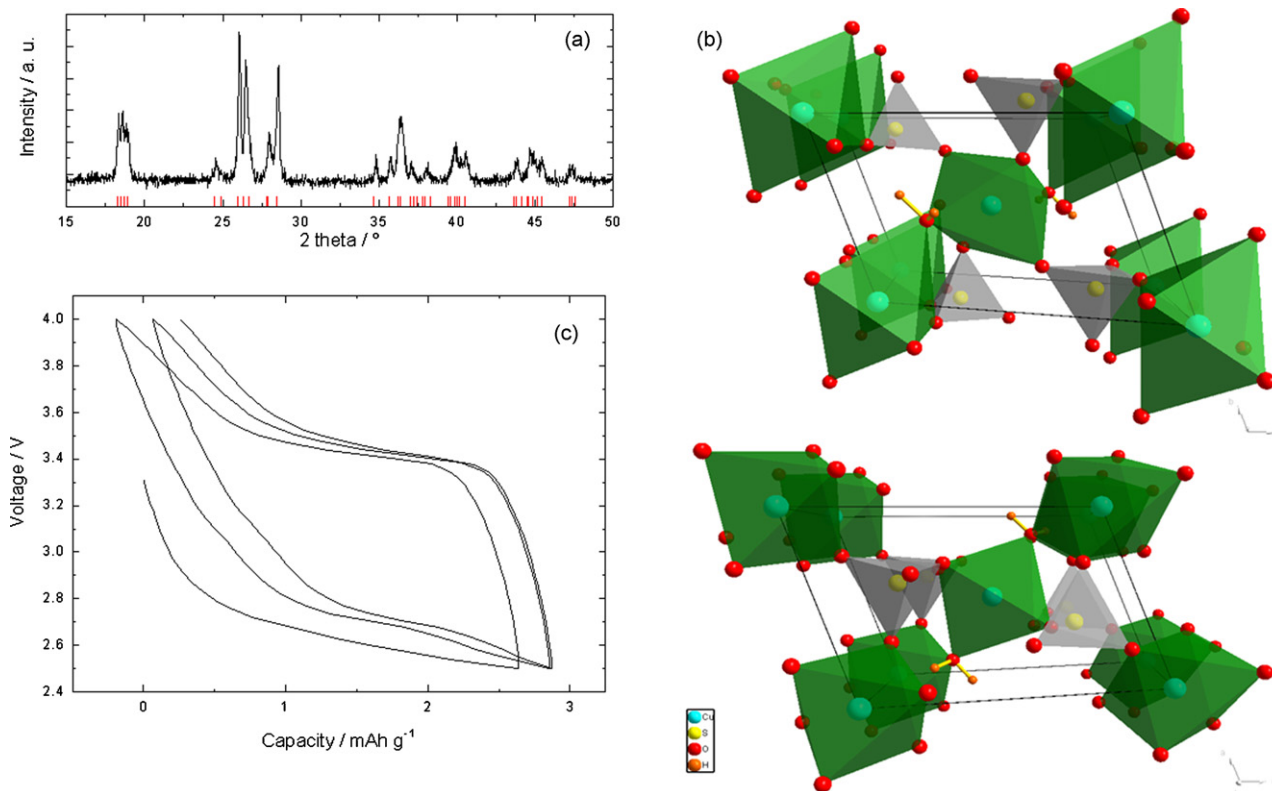 (a)
Intensity / a. u.
15 20 25 30 35 40 45 50
2 theta / °
(b)
(c)
4.0
3.8
3.6
3.4
3.2
3.0
2.8
2.6
2.4
Voltage / V
0 1 2 3
Capacity / mAh g⁻¹
Cu
S
O
H